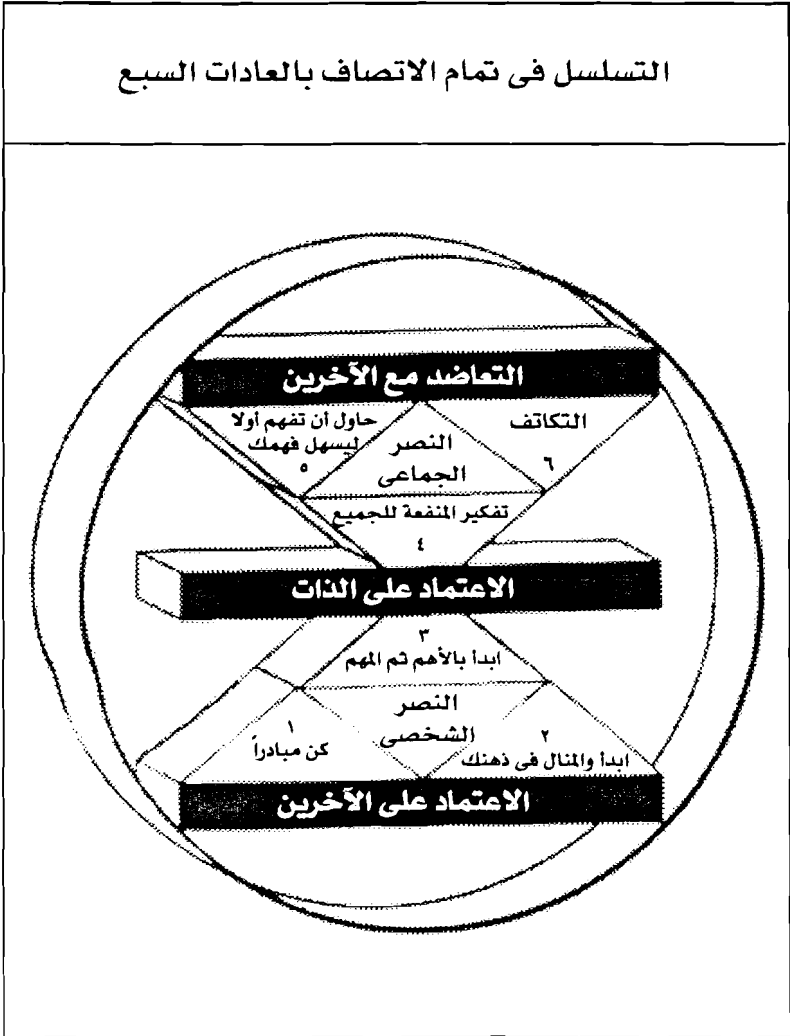 التسلسل فى تمام الاتصاف بالعادات السبع
التعاضد مع الآخرين
التكاتف
٦
النصر
الجماعى
حاول أن تفهم أولا
ليسهل فهمك
٥
تفكير المنفعة للجميع
٤
الاعتماد على الذات
٣
ابدأ بالأهم ثم المهم
النصر
الشخصى
١
كن مبادراً
٢
ابدأ والمنال فى ذهنك
الاعتماد على الآخرين